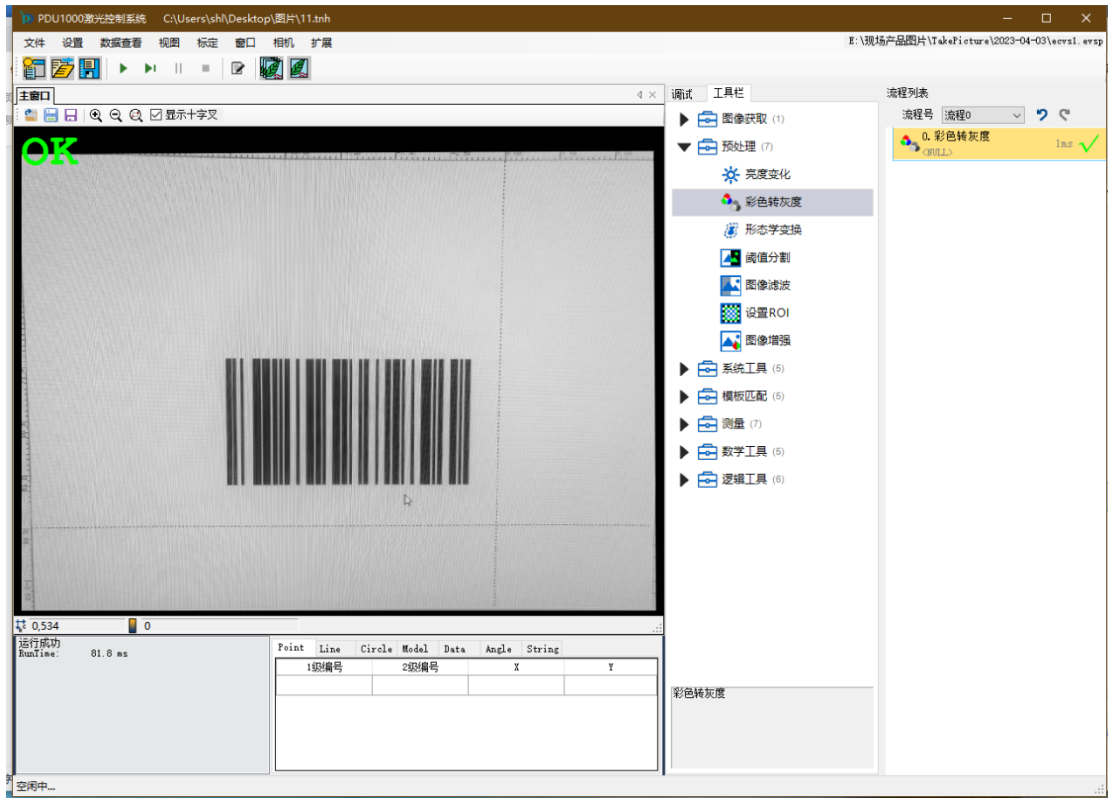 PDU1000激光控制系统 C:\Users\shl\Desktop\图片\11.tnh
文件 设置 数据查看 视图 标定 窗口 相机 扩展
E:\现场产品图片\TakePicture\2023-04-03\ecvs1.evsp
主窗口
显示十字叉
OK
0,534 0
运行成功
RunTime: 81.8 ms
Point Line Circle Model Data Angle String
1级编号 2级编号 X Y
调试 工具栏
图像获取 (1)
预处理 (7)
亮度变化
彩色转灰度
形态学变换
阈值分割
图像滤波
设置ROI
图像增强
系统工具 (5)
模板匹配 (5)
测量 (7)
数学工具 (5)
逻辑工具 (6)
彩色转灰度
流程列表
流程号 流程0
0. 彩色转灰度
<NULL>
1ms
空闲中...